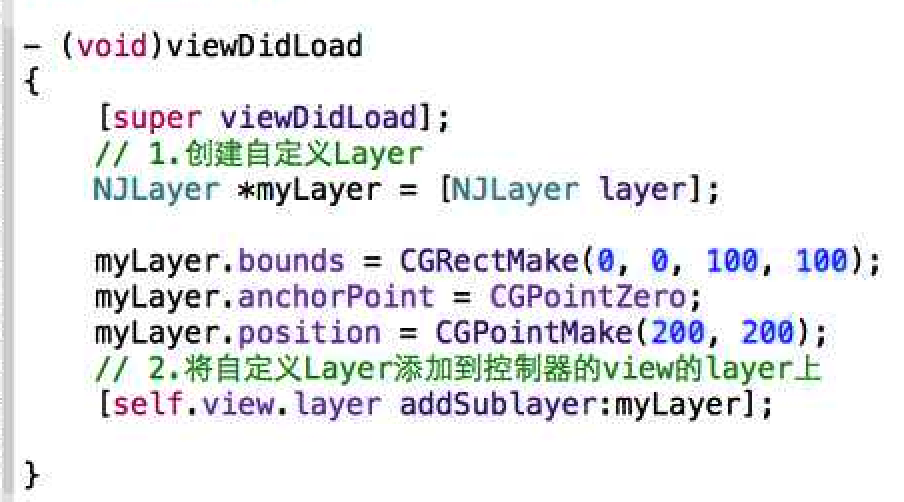 - (void)viewDidLoad
{
[super viewDidLoad];
// 1.创建自定义Layer
NJLayer *myLayer = [NJLayer layer];
myLayer.bounds = CGRectMake(0, 0, 100, 100);
myLayer.anchorPoint = CGPointZero;
myLayer.position = CGPointMake(200, 200);
// 2.将自定义Layer添加到控制器的view的layer上
[self.view.layer addSublayer:myLayer];
}